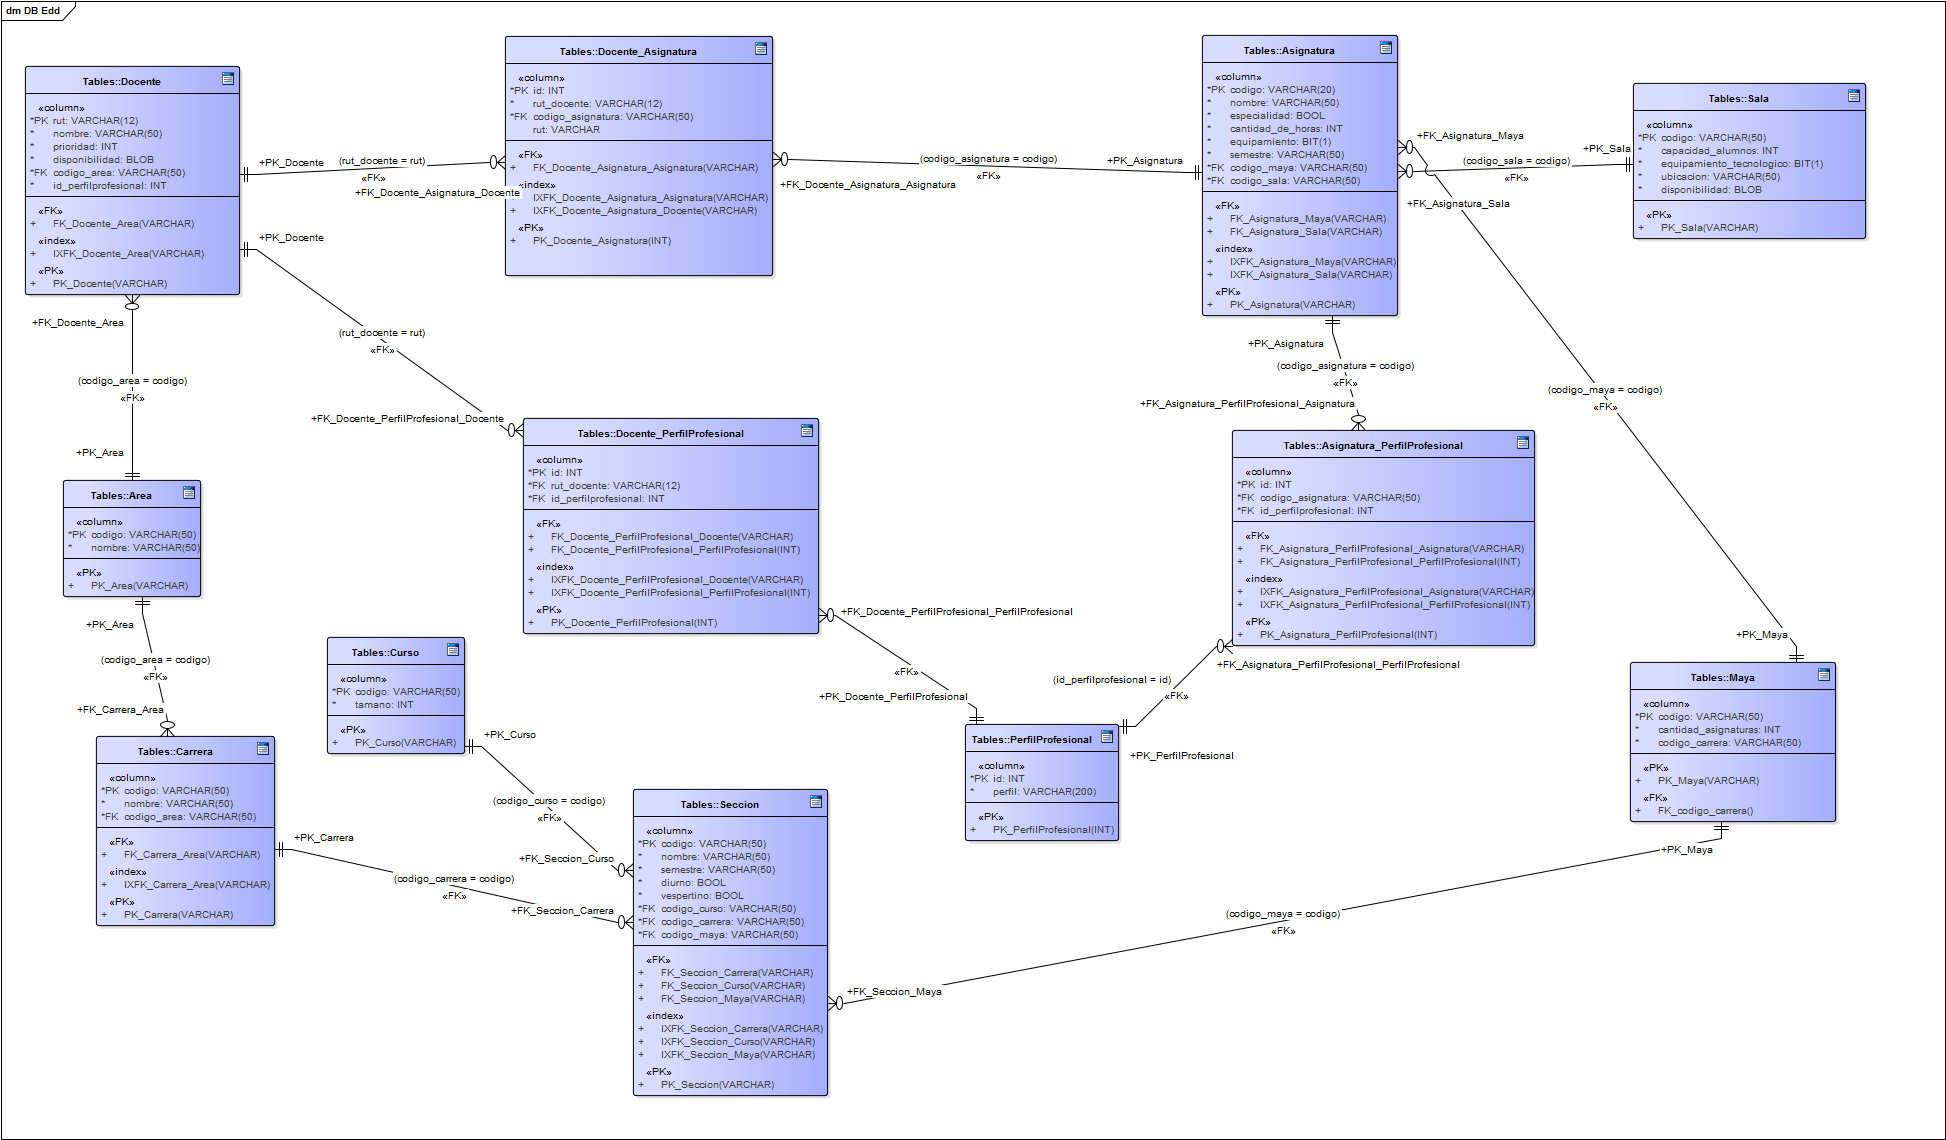 dm DB Edd
Tables::Docente
«column»
*PK rut: VARCHAR(12)
* nombre: VARCHAR(50)
* prioridad: INT
* disponibilidad: BLOB
*FK codigo_area: VARCHAR(50)
* id_perfilprofesional: INT
«FK»
+ FK_Docente_Area(VARCHAR)
«index»
+ IXFK_Docente_Area(VARCHAR)
«PK»
+ PK_Docente(VARCHAR)
+PK_Docente
(rut_docente = rut)
«FK»
+FK_Docente_Asignatura_Docente
Tables::Docente_Asignatura
«column»
*PK id: INT
* rut_docente: VARCHAR(12)
*FK codigo_asignatura: VARCHAR(50)
rut: VARCHAR
«FK»
+ FK_Docente_Asignatura_Asignatura(VARCHAR)
«index»
IXFK_Docente_Asignatura_Asignatura(VARCHAR)
+ IXFK_Docente_Asignatura_Docente(VARCHAR)
«PK»
+ PK_Docente_Asignatura(INT)
(codigo_asignatura = codigo)
«FK»
+PK_Asignatura
+FK_Docente_Asignatura_Asignatura
Tables::Asignatura
«column»
*PK codigo: VARCHAR(20)
* nombre: VARCHAR(50)
* especialidad: BOOL
* cantidad_de_horas: INT
* equipamiento: BIT(1)
* semestre: VARCHAR(50)
*FK codigo_maya: VARCHAR(50)
*FK codigo_sala: VARCHAR(50)
«FK»
+ FK_Asignatura_Maya(VARCHAR)
+ FK_Asignatura_Sala(VARCHAR)
«index»
+ IXFK_Asignatura_Maya(VARCHAR)
+ IXFK_Asignatura_Sala(VARCHAR)
«PK»
+ PK_Asignatura(VARCHAR)
+FK_Asignatura_Maya
+PK_Sala
(codigo_sala = codigo)
«FK»
+FK_Asignatura_Sala
Tables::Sala
«column»
*PK codigo: VARCHAR(50)
* capacidad_alumnos: INT
* equipamiento_tecnologico: BIT(1)
* ubicacion: VARCHAR(50)
* disponibilidad: BLOB
«PK»
+ PK_Sala(VARCHAR)
+PK_Docente
(rut_docente = rut)
«FK»
+FK_Docente_PerfilProfesional_Docente
+FK_Docente_Area
(codigo_area = codigo)
«FK»
+PK_Area
+PK_Asignatura
(codigo_asignatura = codigo)
«FK»
+FK_Asignatura_PerfilProfesional_Asignatura
(codigo_maya = codigo)
«FK»
+PK_Maya
Tables::Docente_PerfilProfesional
«column»
*PK id: INT
*FK rut_docente: VARCHAR(12)
*FK id_perfilprofesional: INT
«FK»
+ FK_Docente_PerfilProfesional_Docente(VARCHAR)
+ FK_Docente_PerfilProfesional_PerfilProfesional(INT)
«index»
+ IXFK_Docente_PerfilProfesional_Docente(VARCHAR)
+ IXFK_Docente_PerfilProfesional_PerfilProfesional(INT)
«PK»
+ PK_Docente_PerfilProfesional(INT)
Tables::Asignatura_PerfilProfesional
«column»
*PK id: INT
*FK codigo_asignatura: VARCHAR(50)
*FK id_perfilprofesional: INT
«FK»
+ FK_Asignatura_PerfilProfesional_Asignatura(VARCHAR)
+ FK_Asignatura_PerfilProfesional_PerfilProfesional(INT)
«index»
+ IXFK_Asignatura_PerfilProfesional_Asignatura(VARCHAR)
+ IXFK_Asignatura_PerfilProfesional_PerfilProfesional(INT)
«PK»
+ PK_Asignatura_PerfilProfesional(INT)
Tables::Area
«column»
*PK codigo: VARCHAR(50)
* nombre: VARCHAR(50)
«PK»
+ PK_Area(VARCHAR)
+PK_Area
(codigo_area = codigo)
«FK»
+FK_Carrera_Area
+FK_Docente_PerfilProfesional_PerfilProfesional
«FK»
+PK_Docente_PerfilProfesional
+FK_Asignatura_PerfilProfesional_PerfilProfesional
(id_perfilprofesional = id)
«FK»
+PK_PerfilProfesional
Tables::Curso
«column»
*PK codigo: VARCHAR(50)
* tamano: INT
«PK»
+ PK_Curso(VARCHAR)
+PK_Curso
(codigo_curso = codigo)
«FK»
+FK_Seccion_Curso
Tables::PerfilProfesional
«column»
*PK id: INT
* perfil: VARCHAR(200)
«PK»
+ PK_PerfilProfesional(INT)
Tables::Maya
«column»
*PK codigo: VARCHAR(50)
* cantidad_asignaturas: INT
* codigo_carrera: VARCHAR(50)
«PK»
+ PK_Maya(VARCHAR)
«FK»
+ FK_codigo_carrera()
Tables::Carrera
«column»
*PK codigo: VARCHAR(50)
* nombre: VARCHAR(50)
*FK codigo_area: VARCHAR(50)
«FK»
+ FK_Carrera_Area(VARCHAR)
«index»
+ IXFK_Carrera_Area(VARCHAR)
«PK»
+ PK_Carrera(VARCHAR)
+PK_Carrera
(codigo_carrera = codigo)
«FK»
+FK_Seccion_Carrera
Tables::Seccion
«column»
*PK codigo: VARCHAR(50)
* nombre: VARCHAR(50)
* semestre: VARCHAR(50)
* diurno: BOOL
* vespertino: BOOL
*FK codigo_curso: VARCHAR(50)
*FK codigo_carrera: VARCHAR(50)
*FK codigo_maya: VARCHAR(50)
«FK»
+ FK_Seccion_Carrera(VARCHAR)
+ FK_Seccion_Curso(VARCHAR)
+ FK_Seccion_Maya(VARCHAR)
«index»
+ IXFK_Seccion_Carrera(VARCHAR)
+ IXFK_Seccion_Curso(VARCHAR)
+ IXFK_Seccion_Maya(VARCHAR)
«PK»
+ PK_Seccion(VARCHAR)
+PK_Maya
(codigo_maya = codigo)
«FK»
+FK_Seccion_Maya